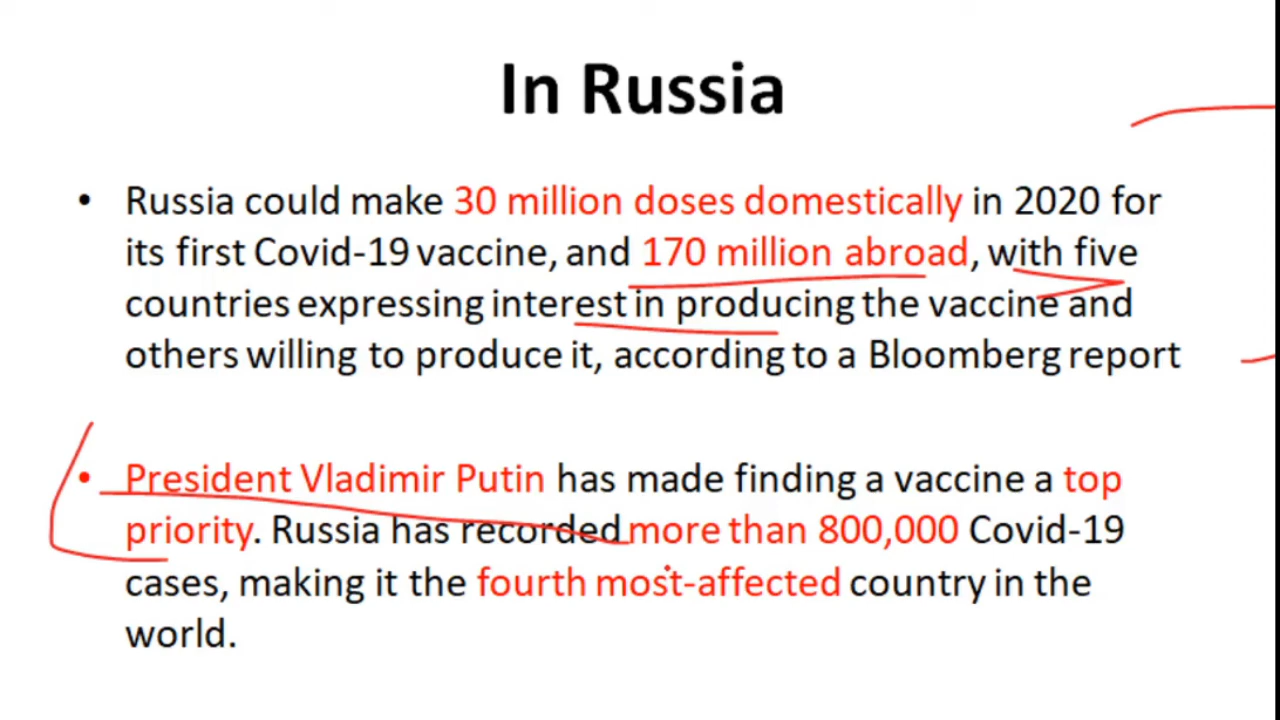 In Russia
• Russia could make 30 million doses domestically in 2020 for
its first Covid-19 vaccine, and 170 million abroad, with five
countries expressing interest in producing the vaccine and
others willing to produce it, according to a Bloomberg report
• President Vladimir Putin has made finding a vaccine a top
priority. Russia has recorded more than 800,000 Covid-19
cases, making it the fourth most-affected country in the
world.